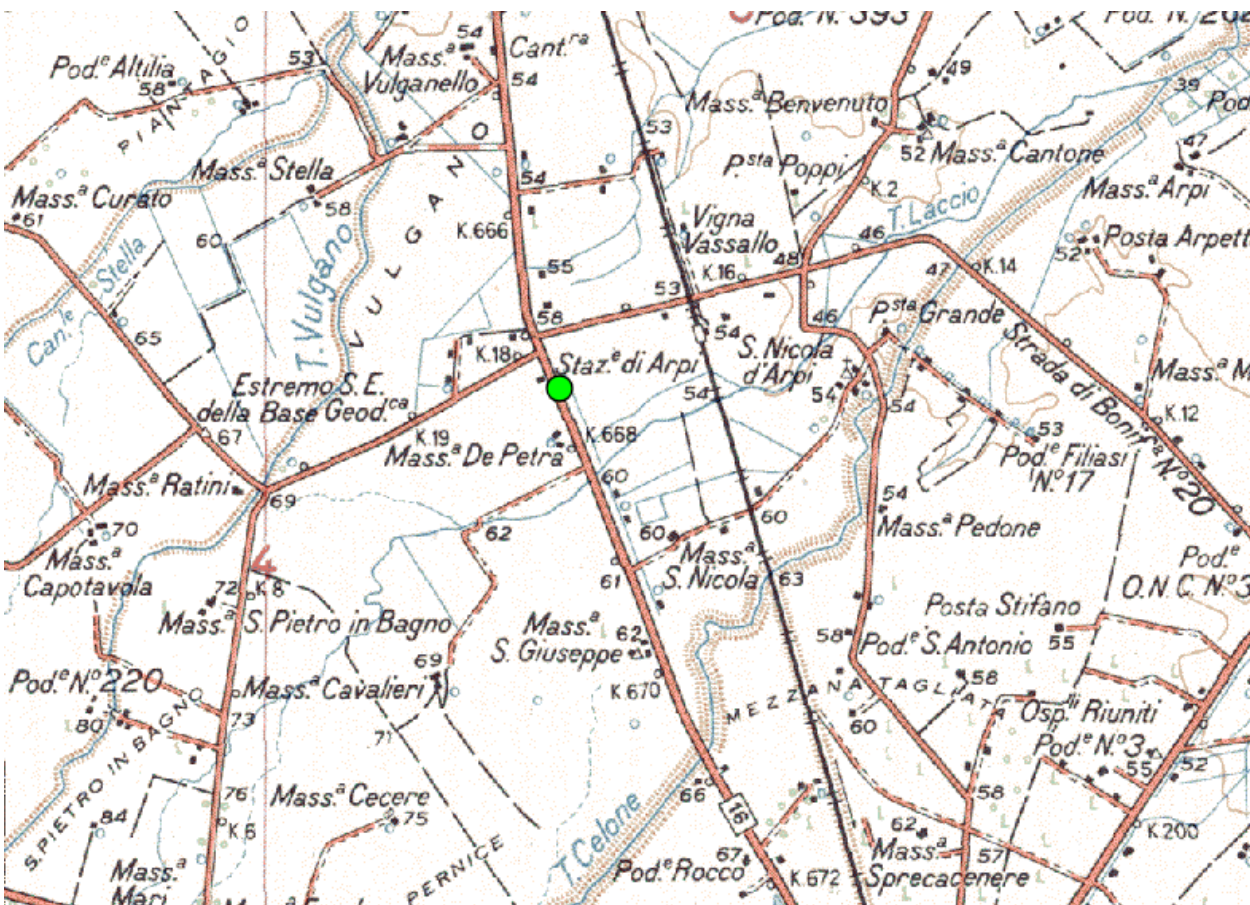 Pod. N.º 393
54
Cant.ʳᵃ
Mass.ª
Vulganello
53
54
Pod.ᵉ Altilia
58
PIANTAGIO
49
39
Mass.ª Benvenuto
Pod.
VULGANO
53
52
Mass.ª Cantone
47
Mass.ª Stella
P.ˢᵗᵃ Poppi
K.2
Mass.ª Arpi
54
Mass.ª Curato
58
61
T. Laccio
K.666
Vigna
Vassallo
46
60
Posta Arpett
52
Can.ˡᵉ Stella
T. Vulgano
55
K.16
48
47
K.14
53
65
58
54
46
P.ˢᵗᵃ Grande
K.18
Staz.ᵉ di Arpi
S. Nicola
d'Arpi
Strada di Bonif.ᶜᵃ N.º 20
Estremo S.E.
della Base Geod.ᶜᵃ
54
54
54
Mass.ª M
K.12
67
K.19
K.668
53
Mass.ª De Petra
Pod.ᵉ Filiasi
N.º 17
Mass.ª Ratini
60
69
54
70
62
60
60
Mass.ª Pedone
Mass.ª
Capotavola
4
Mass.ª
S. Nicola
61
63
Pod.ᵉ
O.N.C. N.º 3
72
K 8
Posta Stifano
Mass.ª S. Pietro in Bagno
Mass.ª
S. Giuseppe
62
58
Pod.ᵉ S. Antonio
55
69
Pod.ᵉ N.º 220
Mass.ª Cavalieri
K 670
58
MEZZANA TAGLIATA
80
73
60
Osp.ˡⁱ Riuniti
71
Pod.ᵉ N.º 3
55
52
S. PIETRO IN BAGNO
76
Mass.ª Cecere
66
58
84
K 6
75
16
62
K.200
T. Celone
67
57
Mass.ª
Mari
PERNICE
Pod.ᵉ Rocco
K.672
Mass.ª
Sprecacenere